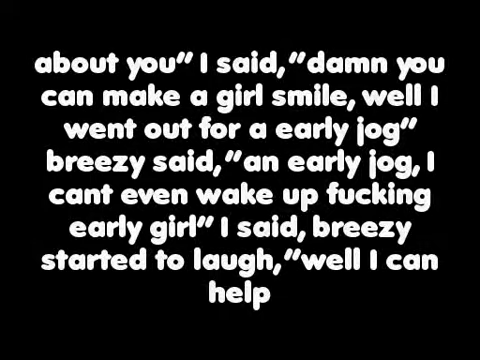 about you" I said,"damn you
can make a girl smile, well I
went out for a early jog"
breezy said,"an early jog, I
cant even wake up fucking
early girl" I said, breezy
started to laugh,"well I can
help